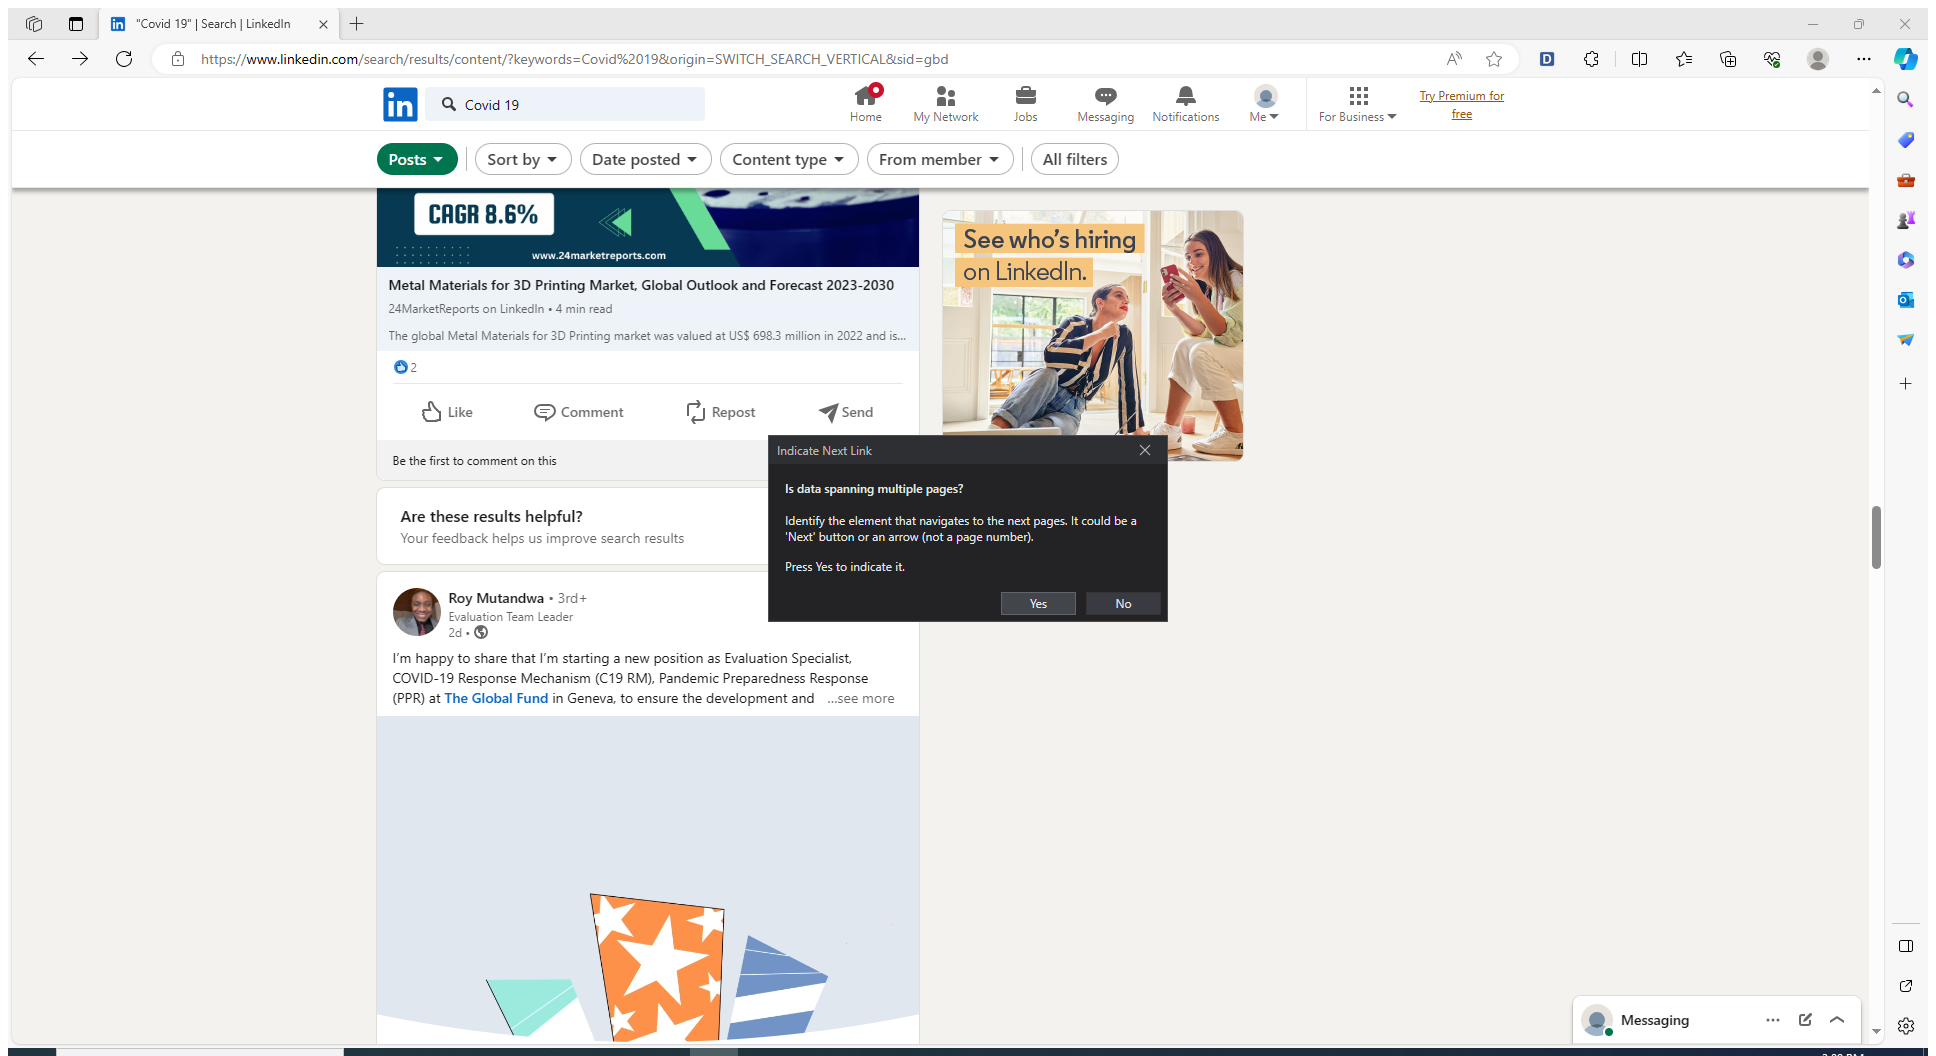 "Covid 19" | Search | LinkedIn
https://www.linkedin.com/search/results/content/?keywords=Covid%2019&origin=SWITCH_SEARCH_VERTICAL&sid=gbd
in
Covid 19
Home
My Network
Jobs
Messaging
Notifications
Me
For Business
Try Premium for
free
Posts
Sort by
Date posted
Content type
From member
All filters
CAGR 8.6%
www.24marketreports.com
Metal Materials for 3D Printing Market, Global Outlook and Forecast 2023-2030
24MarketReports on LinkedIn • 4 min read
The global Metal Materials for 3D Printing market was valued at US$ 698.3 million in 2022 and is...
2
Like
Comment
Repost
Send
Be the first to comment on this
See who's hiring
on LinkedIn.
Indicate Next Link
Is data spanning multiple pages?
Identify the element that navigates to the next pages. It could be a
'Next' button or an arrow (not a page number).
Press Yes to indicate it.
Yes
No
Are these results helpful?
Your feedback helps us improve search results
Roy Mutandwa • 3rd+
Evaluation Team Leader
2d •
I'm happy to share that I'm starting a new position as Evaluation Specialist,
COVID-19 Response Mechanism (C19 RM), Pandemic Preparedness Response
(PPR) at The Global Fund in Geneva, to ensure the development and ...see more
Messaging